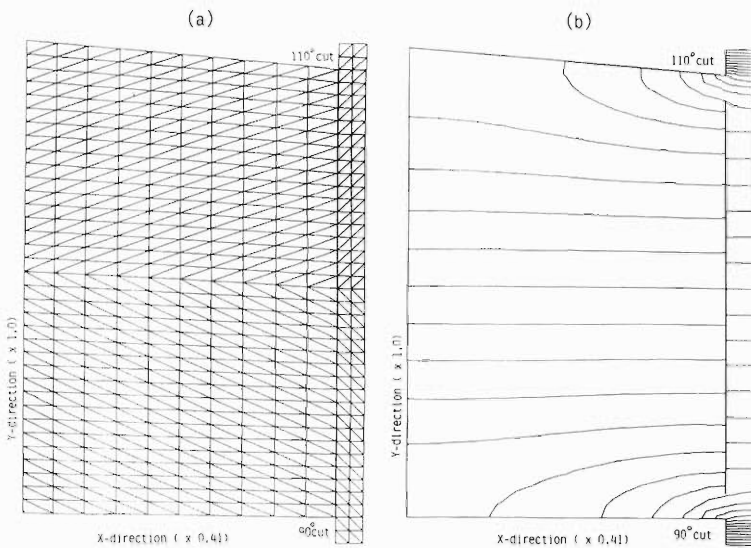 (a)
110°cut
Y-direction ( x 1.0)
90°cut
X-direction ( x 0.41)
(b)
110°cut
Y-direction ( x 1.0)
X-direction ( x 0.41)
90°cut